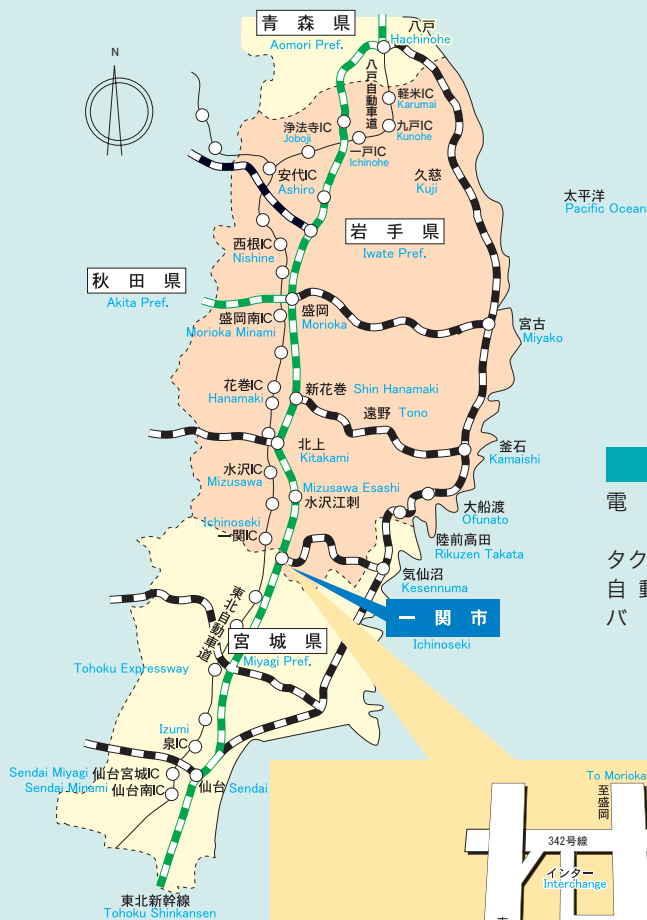 青 森 県
Aomori Pref.
八戸
Hachinohe
N
八戸自動車道
軽米IC
Karumai
浄法寺IC
Joboji
九戸IC
Kunohe
一戸IC
Ichinohe
安代IC
Ashiro
久慈
Kuji
太平洋
Pacific Ocean
岩 手 県
Iwate Pref.
西根IC
Nishine
秋 田 県
Akita Pref.
盛岡
Morioka
盛岡南IC
Morioka Minami
宮古
Miyako
花巻IC
Hanamaki
新花巻 Shin Hanamaki
遠野 Tono
北上
Kitakami
釜石
Kamaishi
水沢IC
Mizusawa
Mizusawa Esashi
水沢江刺
大船渡
Ofunato
電
Ichinoseki
一関IC
陸前高田
Rikuzen Takata
タク
自 動
バ
気仙沼
Kesennuma
東北自動車道
一 関 市
Ichinoseki
宮 城 県
Miyagi Pref.
Tohoku Expressway
Izumi
泉IC
Sendai Miyagi 仙台宮城IC
Sendai Minami 仙台南IC
仙台 Sendai
To Morioka
至盛岡
342号線
インター
Interchange
東北新幹線
Tohoku Shinkansen